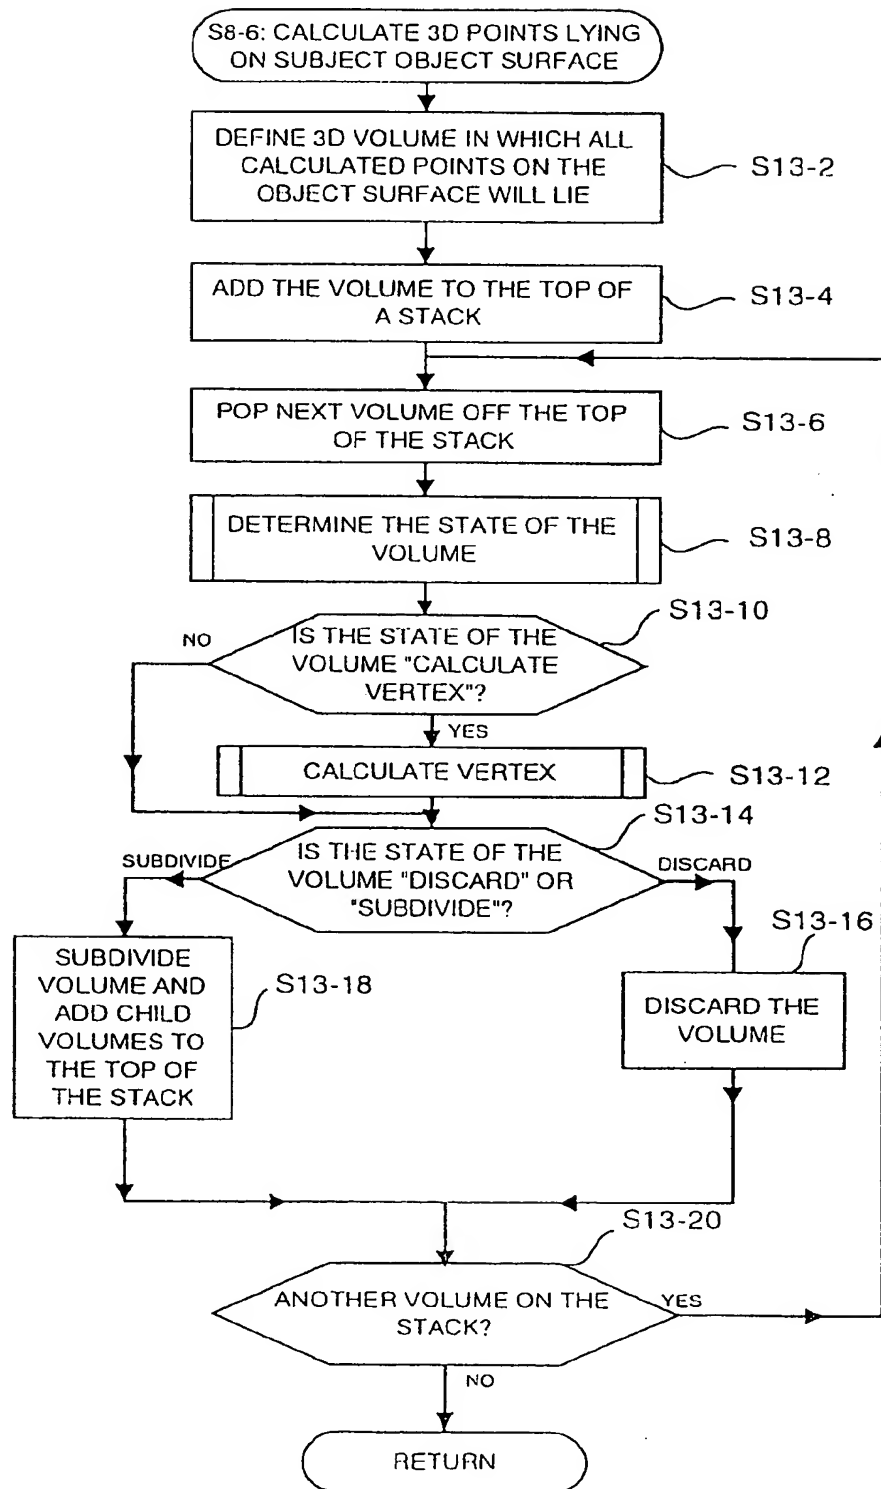 S8-6: CALCULATE 3D POINTS LYING
ON SUBJECT OBJECT SURFACE
DEFINE 3D VOLUME IN WHICH ALL
CALCULATED POINTS ON THE
OBJECT SURFACE WILL LIE
S13-2
ADD THE VOLUME TO THE TOP OF
A STACK
S13-4
POP NEXT VOLUME OFF THE TOP
OF THE STACK
S13-6
DETERMINE THE STATE OF THE
VOLUME
S13-8
S13-10
NO
IS THE STATE OF THE
VOLUME "CALCULATE
VERTEX"?
YES
CALCULATE VERTEX
S13-12
S13-14
SUBDIVIDE
IS THE STATE OF THE
VOLUME "DISCARD" OR
"SUBDIVIDE"?
DISCARD
S13-16
SUBDIVIDE
VOLUME AND
ADD CHILD
VOLUMES TO
THE TOP OF
THE STACK
S13-18
DISCARD THE
VOLUME
S13-20
ANOTHER VOLUME ON THE
STACK?
YES
NO
RETURN